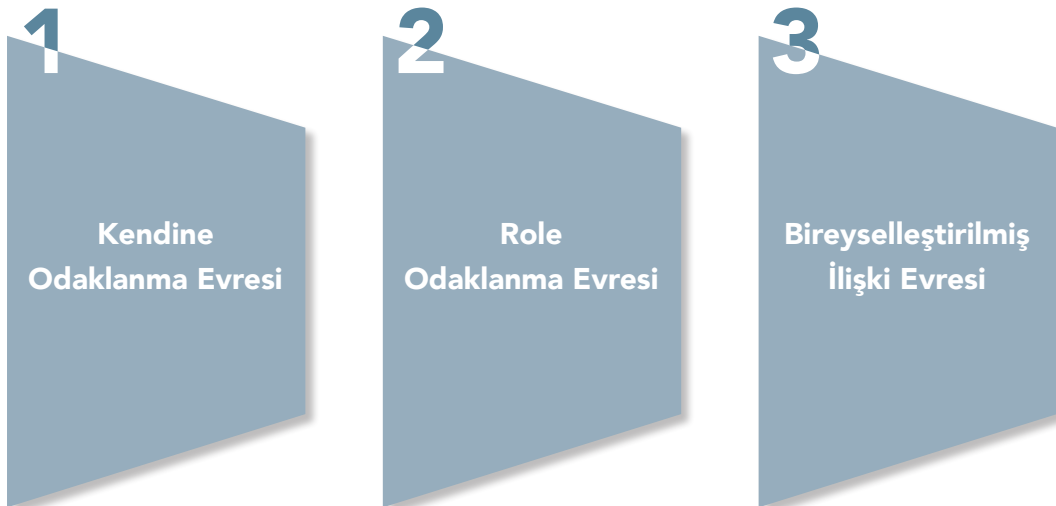 1
Kendine
Odaklanma Evresi
2
Role
Odaklanma Evresi
3
Bireyselleştirilmiş
İlişki Evresi